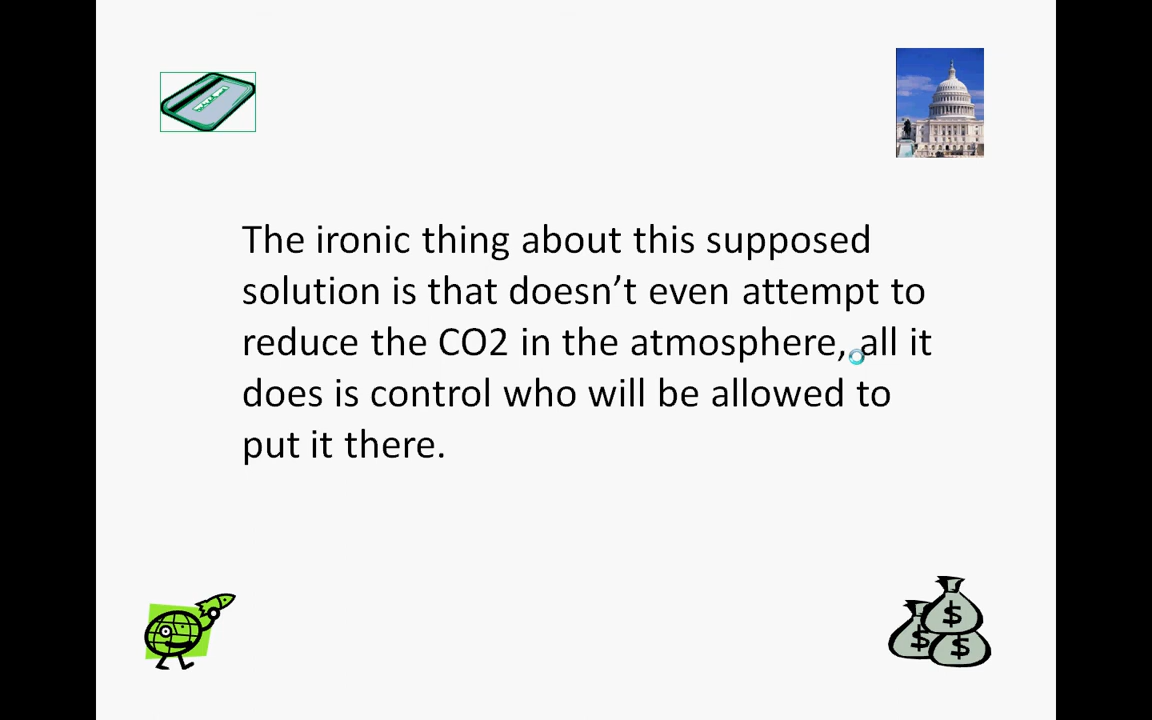 The ironic thing about this supposed
solution is that doesn’t even attempt to
reduce the CO2 in the atmosphere, all it
does is control who will be allowed to
put it there.
$
$
$